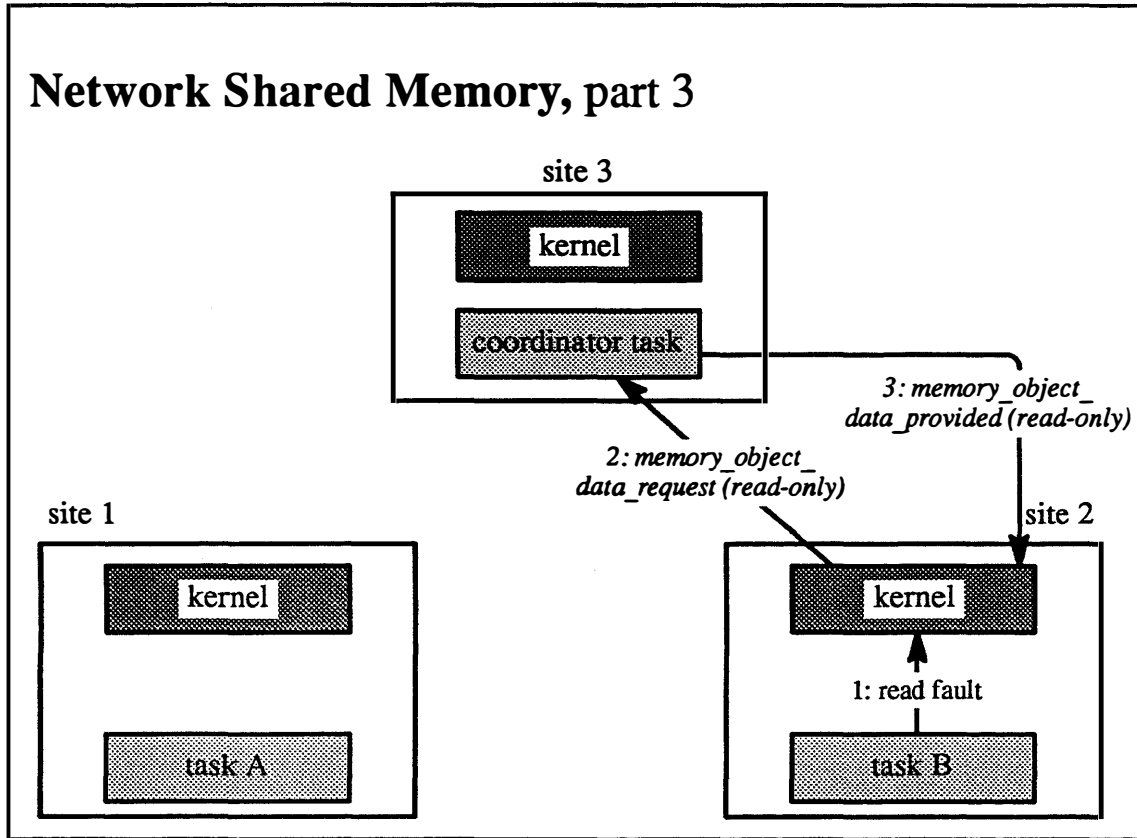 Network Shared Memory, part 3
site 3
kernel
coordinator task
3: memory_object_
data_provided (read-only)
2: memory_object_
data_request (read-only)
site 1
site 2
kernel
kernel
1: read fault
task A
task B